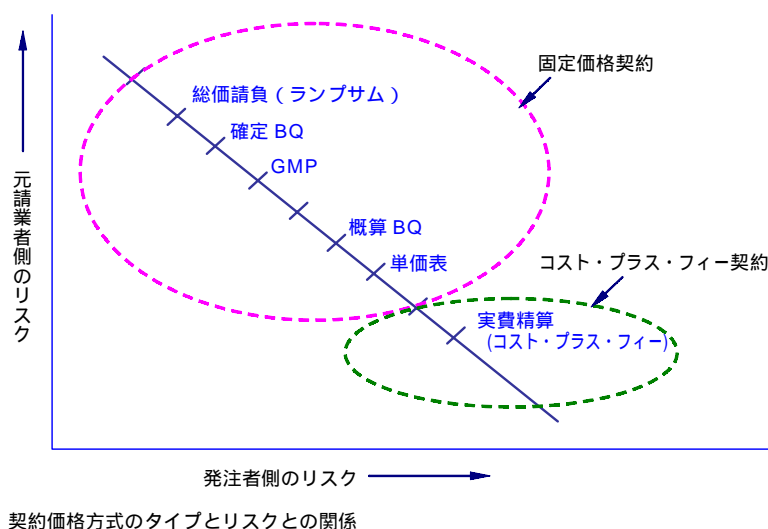 固定価格契約
総価請負（ランプサム）
確定 BQ
GMP
元請業者側のリスク
概算 BQ
単価表
コスト・プラス・フィー契約
実費精算
(コスト・プラス・フィー)
発注者側のリスク
契約価格方式のタイプとリスクとの関係